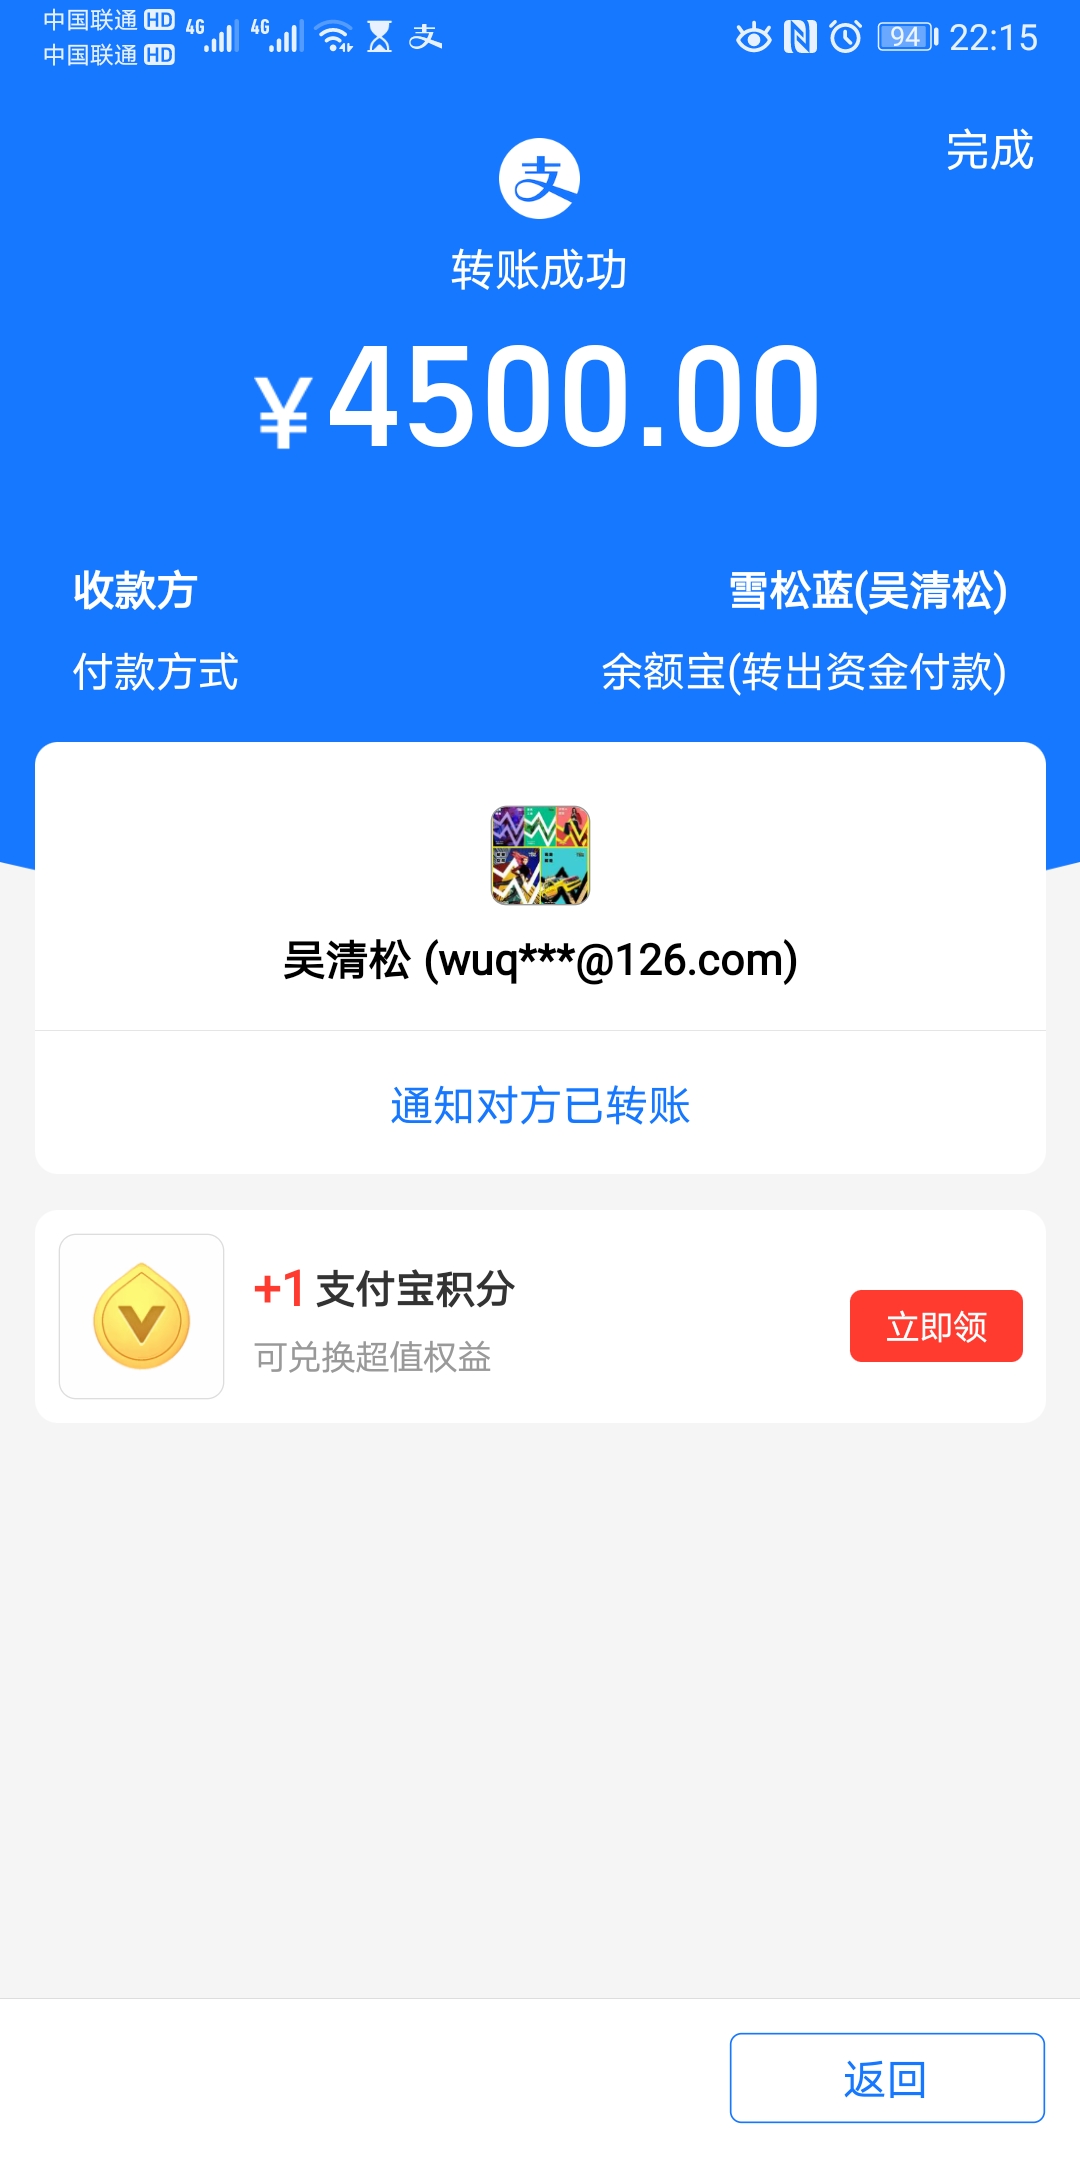 中国联通 HD 4G 4G
中国联通 HD
94 22:15
完成
支
转账成功
¥4500.00
收款方 雪松蓝(吴清松)
付款方式 余额宝(转出资金付款)
吴清松 (wuq***@126.com)
通知对方已转账
+1 支付宝积分
可兑换超值权益
立即领
返回